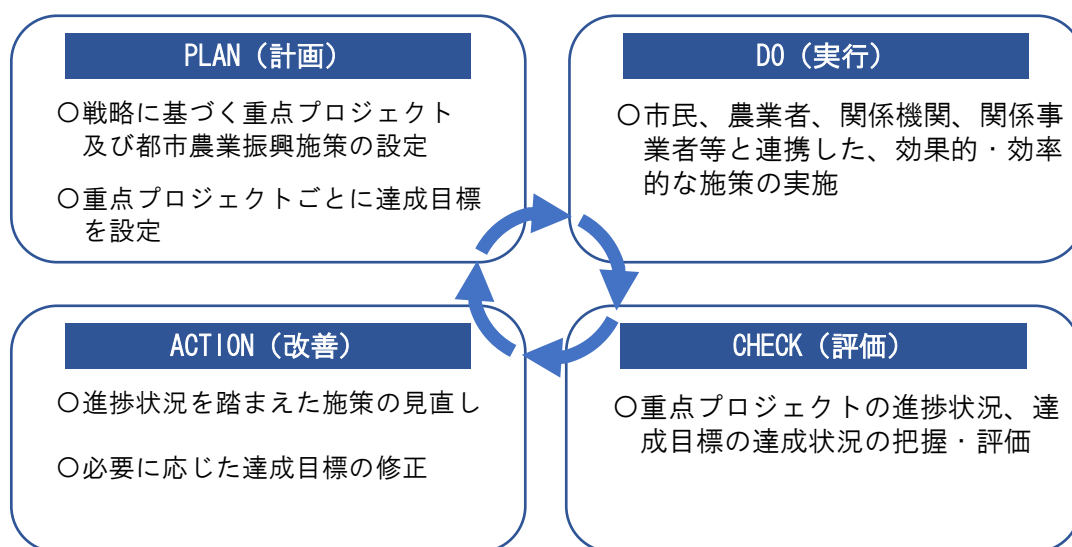 PLAN（計画）
○戦略に基づく重点プロジェクト
及び都市農業振興施策の設定
○重点プロジェクトごとに達成目標
を設定
DO（実行）
○市民、農業者、関係機関、関係事
業者等と連携した、効果的・効率
的な施策の実施
ACTION（改善）
○進捗状況を踏まえた施策の見直し
○必要に応じた達成目標の修正
CHECK（評価）
○重点プロジェクトの進捗状況、達
成目標の達成状況の把握・評価